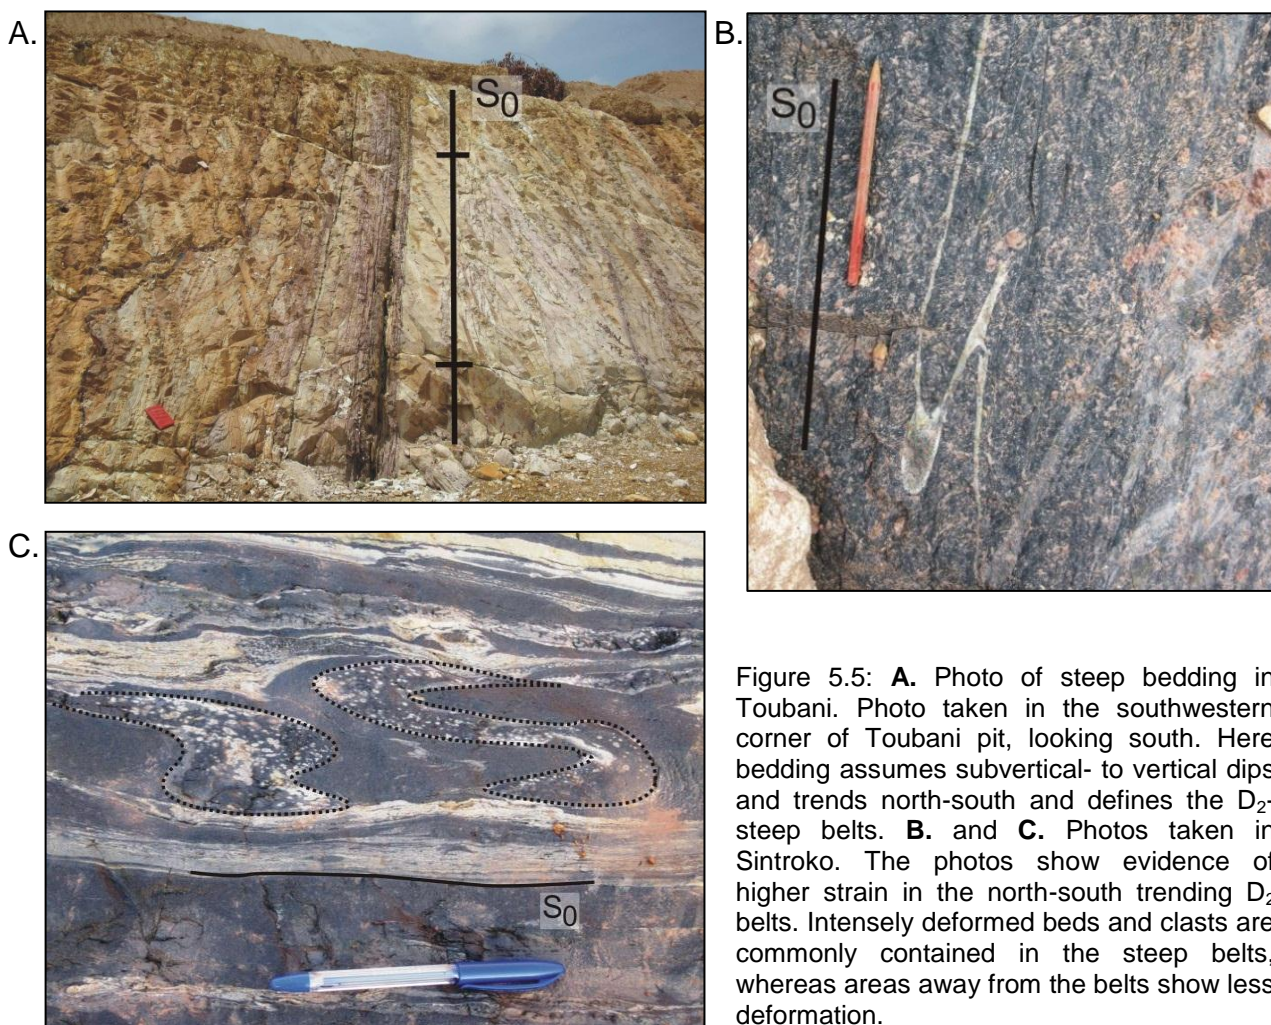 A.
S0
B.
S0
C.
S0
Figure 5.5: A. Photo of steep bedding in
Toubani. Photo taken in the southwestern
corner of Toubani pit, looking south. Here
bedding assumes subvertical- to vertical dips
and trends north-south and defines the D2-
steep belts. B. and C. Photos taken in
Sintroko. The photos show evidence of
higher strain in the north-south trending D2
belts. Intensely deformed beds and clasts are
commonly contained in the steep belts,
whereas areas away from the belts show less
deformation.